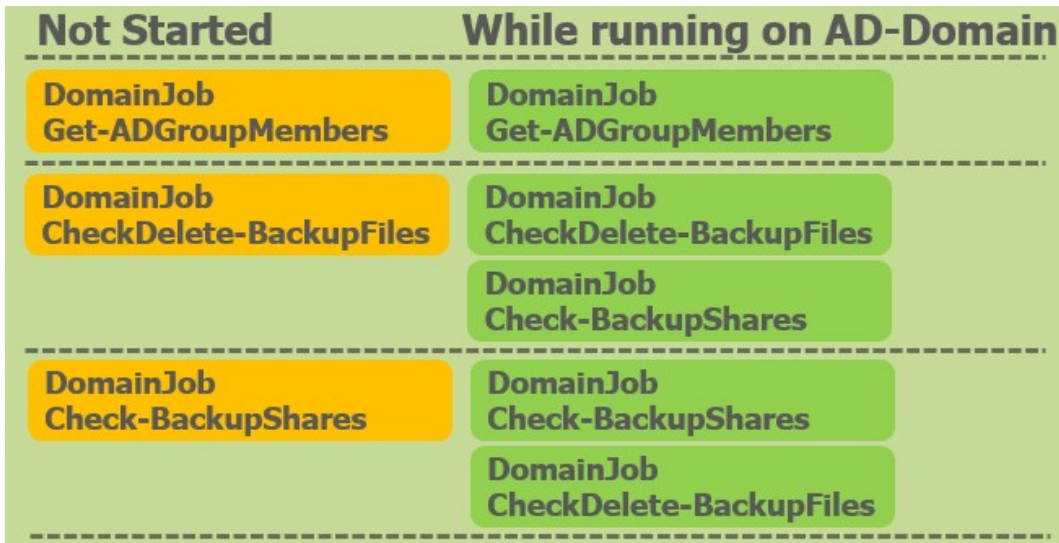 Not Started While running on AD-Domain
DomainJob DomainJob
Get-ADGroupMembers Get-ADGroupMembers
DomainJob DomainJob
CheckDelete-BackupFiles CheckDelete-BackupFiles
DomainJob
Check-BackupShares
DomainJob DomainJob
Check-BackupShares Check-BackupShares
DomainJob
CheckDelete-BackupFiles